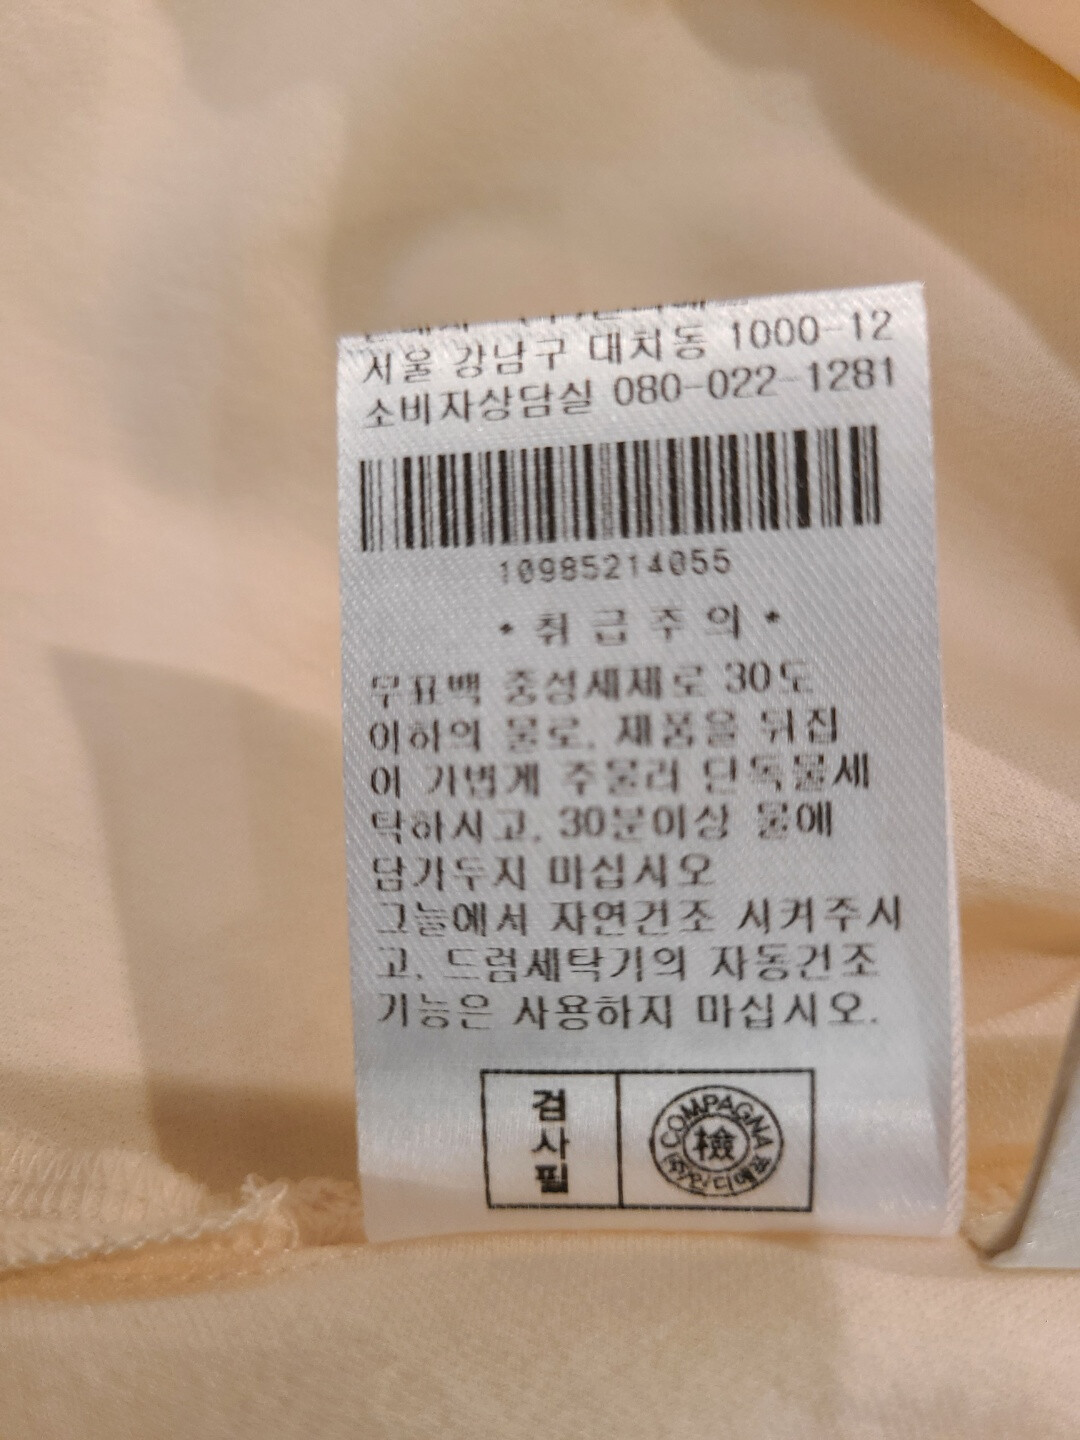 서울 강남구 대치동 1000-12
소비자상담실 080-022-1281
10985214055
*취급주의*
무표백 중성세제로 30도
이하의 물로, 제품을 뒤집
어 가볍게 주물러 단독물세
탁하시고, 30분이상 물에
담가두지 마십시오
그늘에서 자연건조 시켜주시
고, 드럼세탁기의 자동건조
기능은 사용하지 마십시오.
검
사
필
COMPAGNA
檢